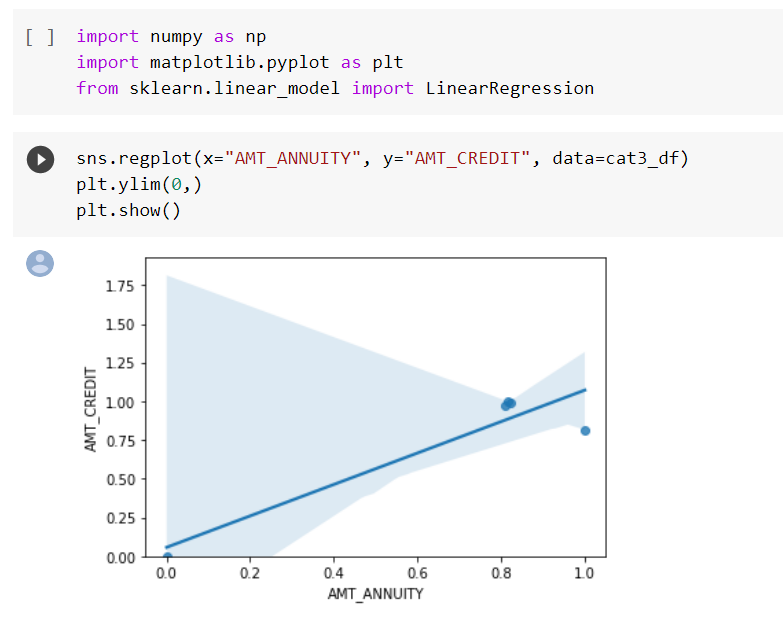 [ ] import numpy as np
import matplotlib.pyplot as plt
from sklearn.linear_model import LinearRegression
sns.regplot(x="AMT_ANNUITY", y="AMT_CREDIT", data=cat3_df)
plt.ylim(0,)
plt.show()
1.75
1.50
1.25
1.00
0.75
0.50
0.25
0.00
AMT_CREDIT
0.0 0.2 0.4 0.6 0.8 1.0
AMT_ANNUITY